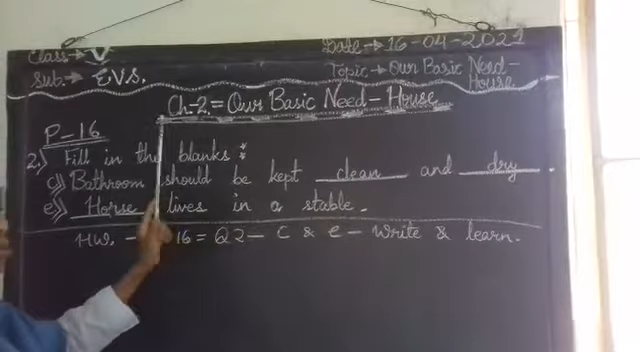 Class → V
Sub. → E.V.S.
Date → 16-04-2021
Topic → Our Basic Need-
House
Ch-2 = Our Basic Need - House
P-16
2.) Fill in the blanks :
c) Bathroom should be kept clean and dry.
e) Horse lives in a stable.
HW. - 16 = Q2 - C & e - Write & learn.